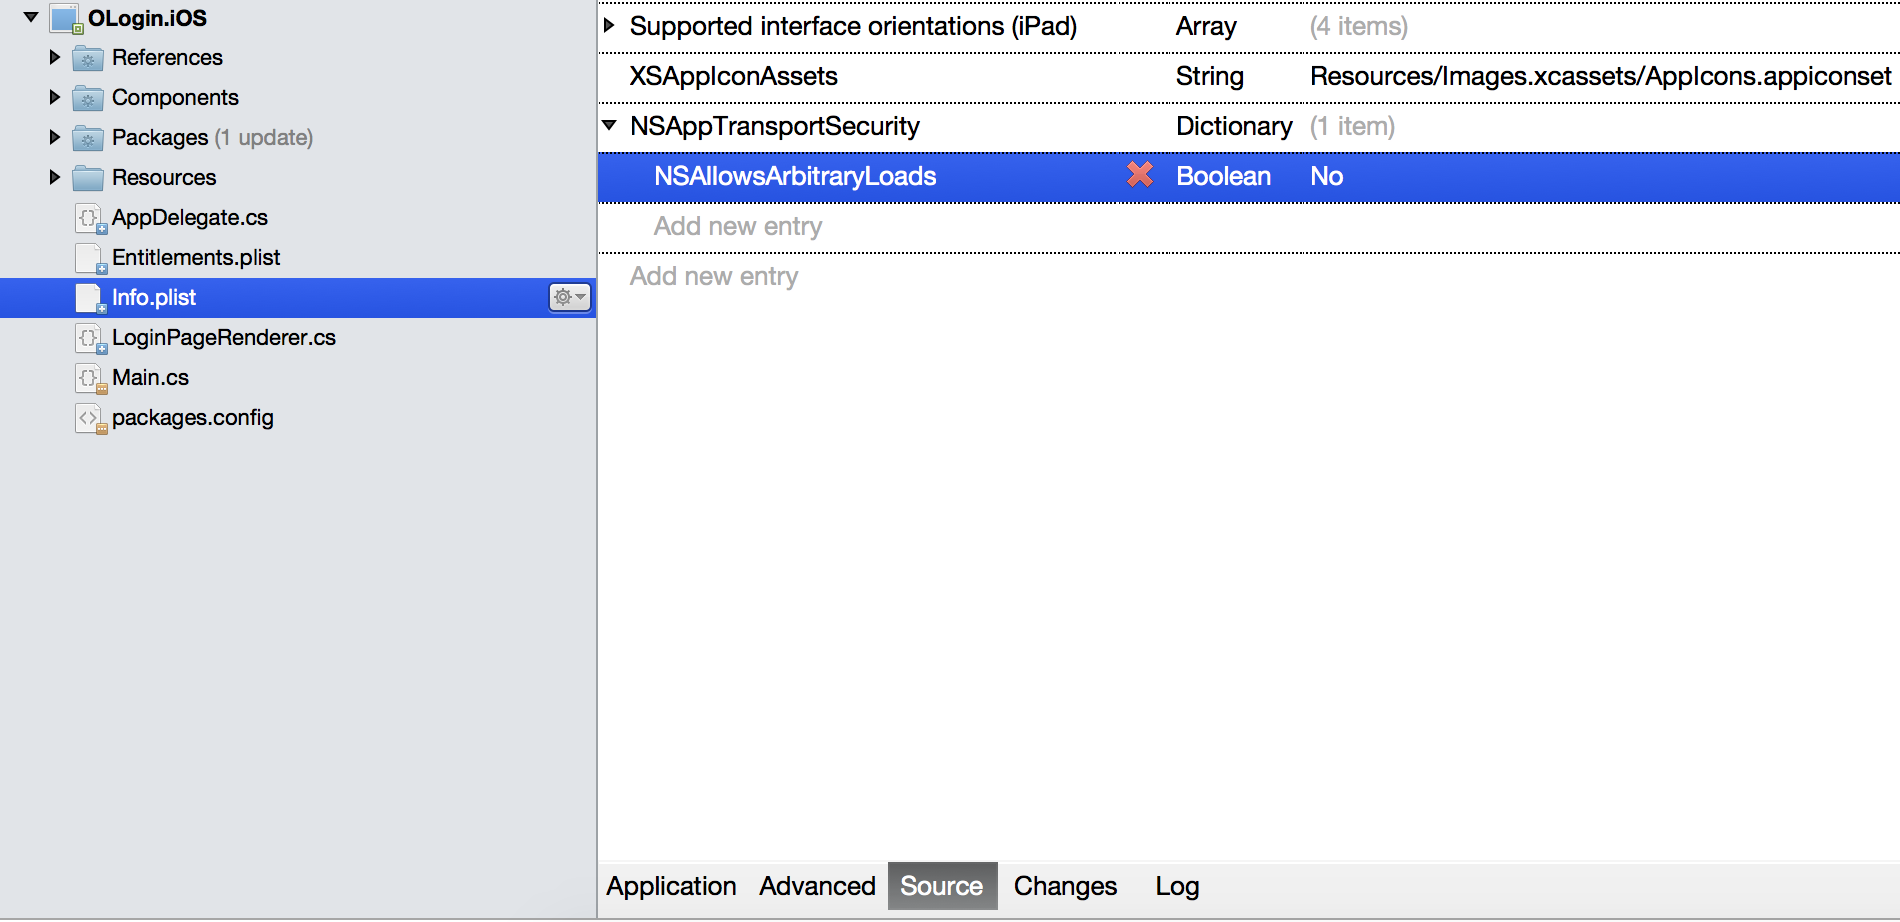 OLogin.iOS
References
Components
Packages (1 update)
Resources
AppDelegate.cs
Entitlements.plist
Info.plist
LoginPageRenderer.cs
Main.cs
packages.config
Supported interface orientations (iPad) Array (4 items)
XSAppIconAssets String Resources/Images.xcassets/AppIcons.appiconset
NSAppTransportSecurity Dictionary (1 item)
NSAllowsArbitraryLoads Boolean No
Add new entry
Add new entry
Application Advanced Source Changes Log